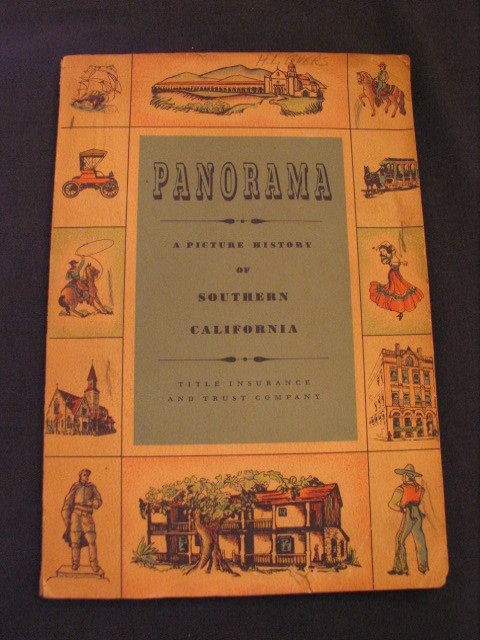 PANORAMA
A PICTURE HISTORY
OF
SOUTHERN
CALIFORNIA
TITLE INSURANCE
AND TRUST COMPANY